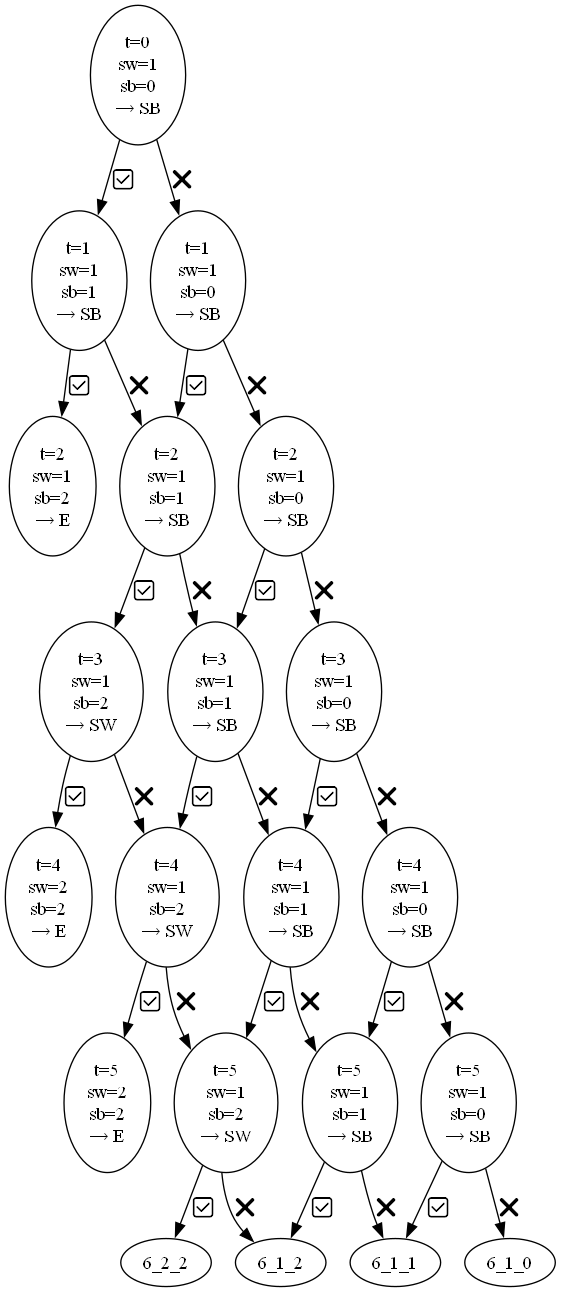 t=0
sw=1
sb=0
→ SB
☑
✕
t=1
sw=1
sb=1
→ SB
t=1
sw=1
sb=0
→ SB
☑
✕
☑
✕
t=2
sw=1
sb=2
→ E
t=2
sw=1
sb=1
→ SB
t=2
sw=1
sb=0
→ SB
☑
✕
☑
✕
t=3
sw=1
sb=2
→ SW
t=3
sw=1
sb=1
→ SB
t=3
sw=1
sb=0
→ SB
☑
✕
☑
✕
☑
✕
t=4
sw=2
sb=2
→ E
t=4
sw=1
sb=2
→ SW
t=4
sw=1
sb=1
→ SB
t=4
sw=1
sb=0
→ SB
☑
✕
☑
✕
☑
✕
t=5
sw=2
sb=2
→ E
t=5
sw=1
sb=2
→ SW
t=5
sw=1
sb=1
→ SB
t=5
sw=1
sb=0
→ SB
☑
✕
☑
✕
☑
✕
6_2_2
6_1_2
6_1_1
6_1_0